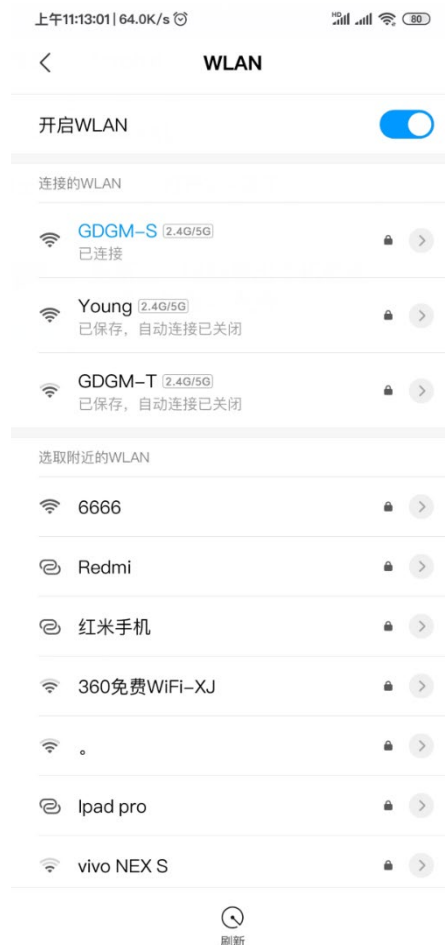 上午11:13:01 | 64.0K/s HD 80
WLAN
开启WLAN
连接的WLAN
GDGM-S 2.4G/5G
已连接
Young 2.4G/5G
已保存，自动连接已关闭
GDGM-T 2.4G/5G
已保存，自动连接已关闭
选取附近的WLAN
6666
Redmi
红米手机
360免费WiFi-XJ
。
Ipad pro
vivo NEX S
刷新